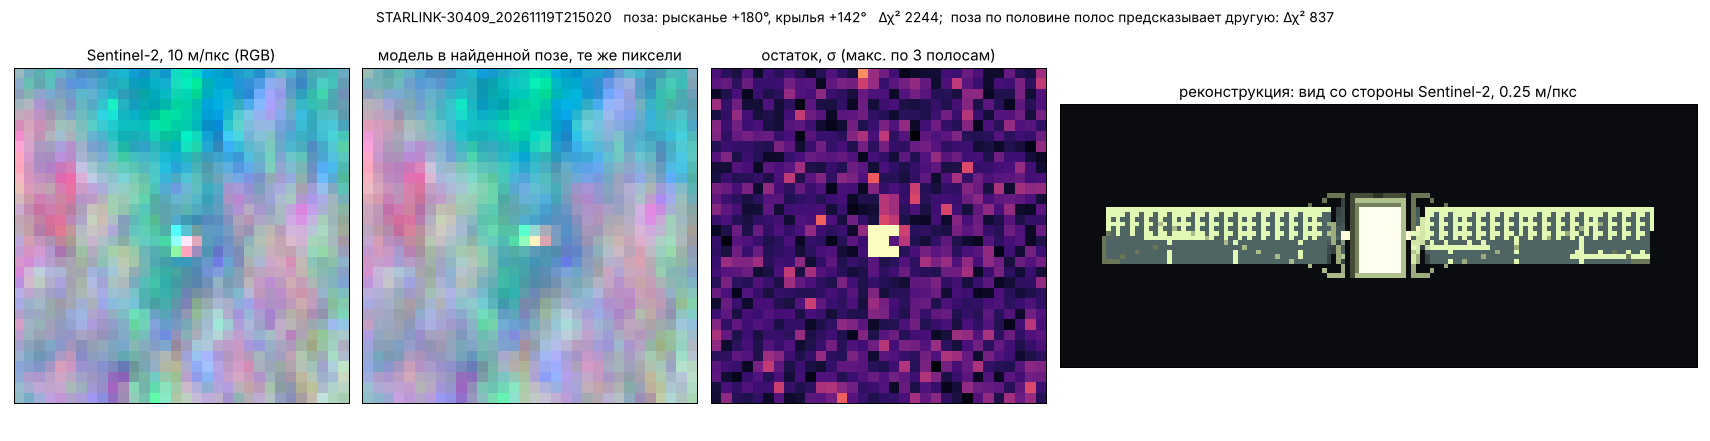 STARLINK-30409_20261119T215020 поза: рысканье +180°, крылья +142° Δχ² 2244; поза по половине полос предсказывает другую: Δχ² 837
Sentinel-2, 10 м/пкс (RGB)
модель в найденной позе, те же пиксели
остаток, σ (макс. по 3 полосам)
реконструкция: вид со стороны Sentinel-2, 0.25 м/пкс